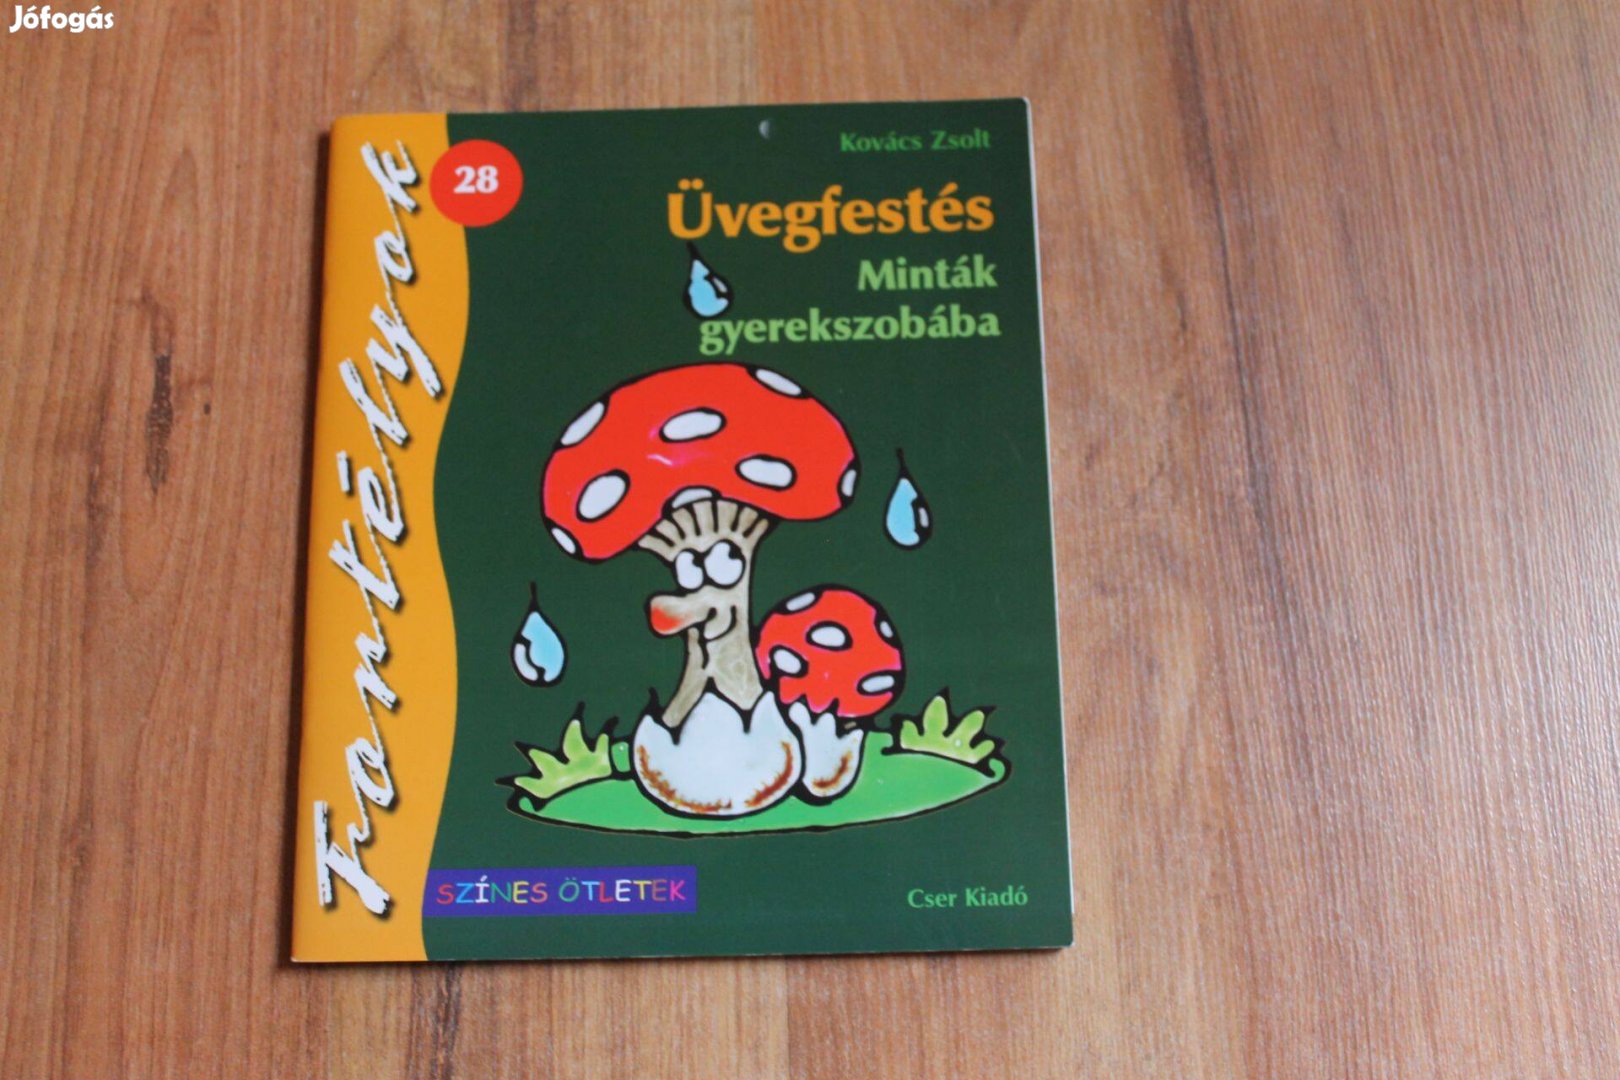 Jófogás
Fortélyok
28
Kovács Zsolt
Üvegfestés
Minták
gyerekszobába
SZÍNES ÖTLETEK
Cser Kiadó